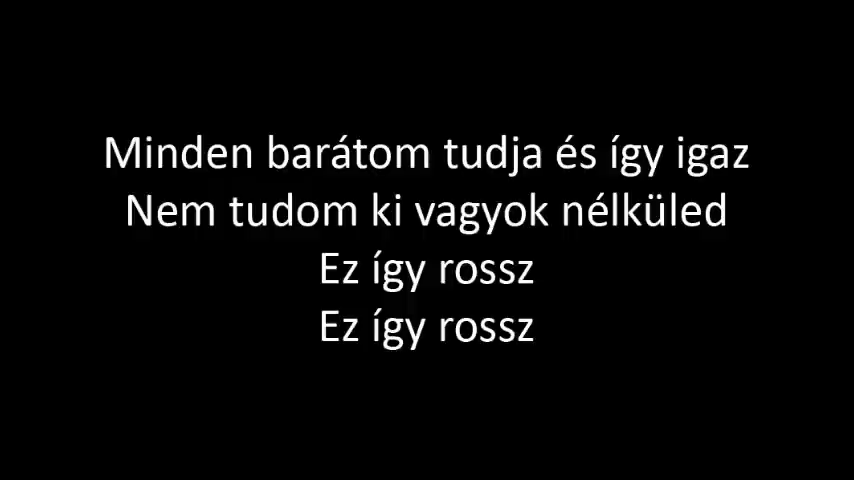 Minden barátom tudja és így igaz
Nem tudom ki vagyok nélküled
Ez így rossz
Ez így rossz